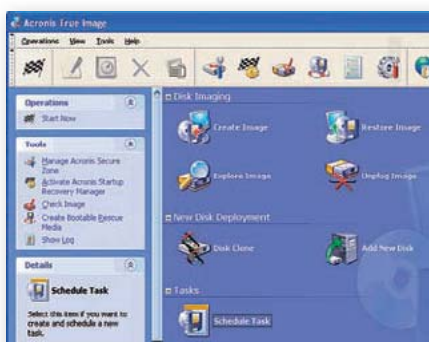 Acronis True Image
Operations View Tools Help
Operations
Start Now
Tools
Manage Acronis Secure
Zone
Activate Acronis Startup
Recovery Manager
Check Image
Create Bootable Rescue
Media
Show Log
Details
Schedule Task
Select this item if you want to
create and schedule a new
task.
Disk Imaging
Create Image
Restore Image
Explore Image
Unplug Image
New Disk Deployment
Disk Clone
Add New Disk
Tasks
Schedule Task